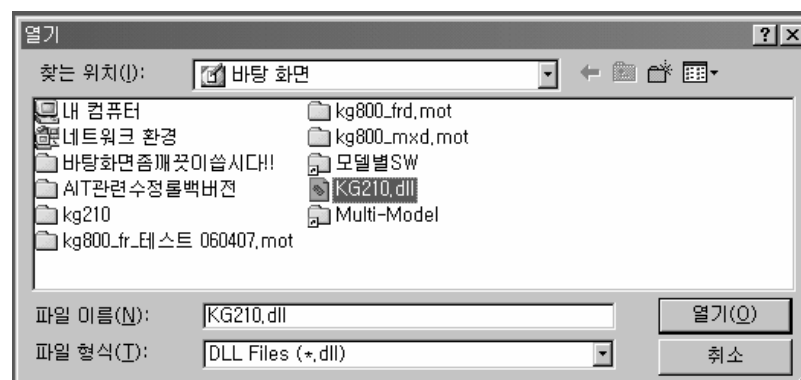 열기
찾는 위치(I):
바탕 화면
내 컴퓨터
네트워크 환경
바탕화면좀깨끗이씁시다!!
AIT관련수정롤백버전
kg210
kg800_fr_테스트 060407.mot
kg800_frd.mot
kg800_mxd.mot
모델별SW
KG210.dll
Multi-Model
파일 이름(N):
KG210.dll
열기(O)
파일 형식(T):
DLL Files (*.dll)
취소